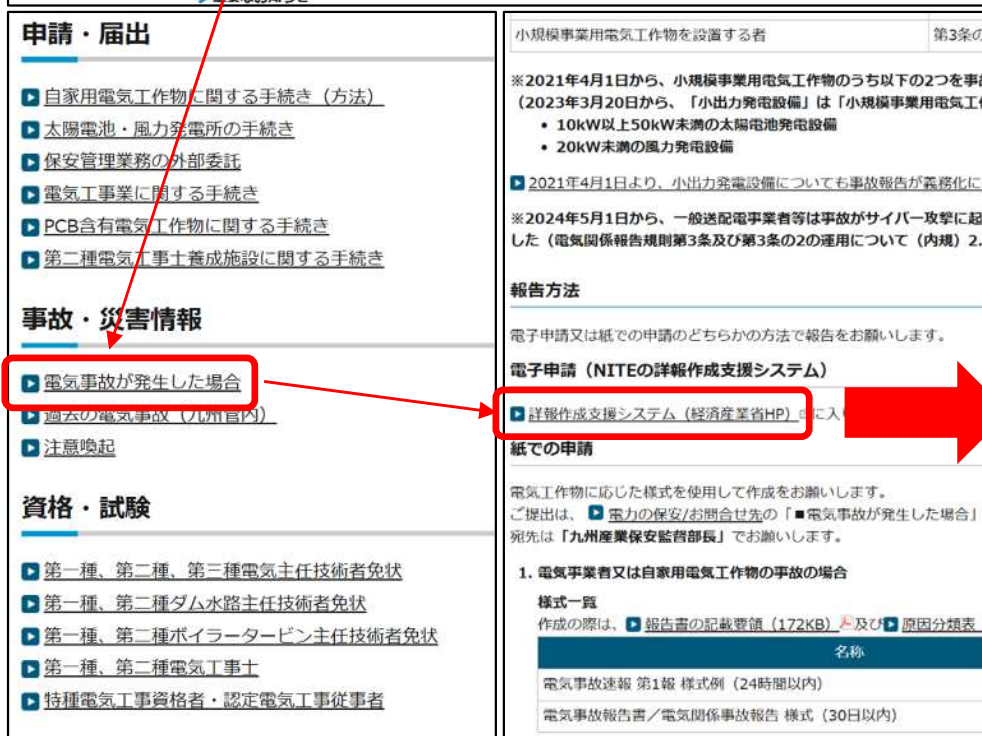 申請・届出
自家用電気工作物に関する手続き（方法）
太陽電池・風力発電所の手続き
保安管理業務の外部委託
電気工事業に関する手続き
PCB含有電気工作物に関する手続き
第二種電気工事士養成施設に関する手続き
事故・災害情報
電気事故が発生した場合
過去の電気事故（九州管内）
注意喚起
資格・試験
第一種、第二種、第三種電気主任技術者免状
第一種、第二種ダム水路主任技術者免状
第一種、第二種ボイラータービン主任技術者免状
第一種、第二種電気工事士
特種電気工事資格者・認定電気工事従事者
小規模事業用電気工作物を設置する者 第3条の
※2021年4月1日から、小規模事業用電気工作物のうち以下の2つを事
（2023年3月20日から、「小出力発電設備」は「小規模事業用電気工
• 10kW以上50kW未満の太陽電池発電設備
• 20kW未満の風力発電設備
2021年4月1日より、小出力発電設備についても事故報告が義務化に
※2024年5月1日から、一般送配電事業者等は事故がサイバー攻撃に起
した（電気関係報告規則第3条及び第3条の2の運用について（内規）2.
報告方法
電子申請又は紙での申請のどちらかの方法で報告をお願いします。
電子申請（NITEの詳報作成支援システム）
詳報作成支援システム（経済産業省HP） に入
紙での申請
電気工作物に応じた様式を使用して作成をお願いします。
ご提出は、 電力の保安/お問合せ先の「■電気事故が発生した場合」
宛先は「九州産業保安監督部長」でお願いします。
1. 電気事業者又は自家用電気工作物の事故の場合
様式一覧
作成の際は、 報告書の記載要領（172KB） 及び 原因分類表
名称
電気事故速報 第1報 様式例（24時間以内）
電気事故報告書／電気関係事故報告 様式（30日以内）